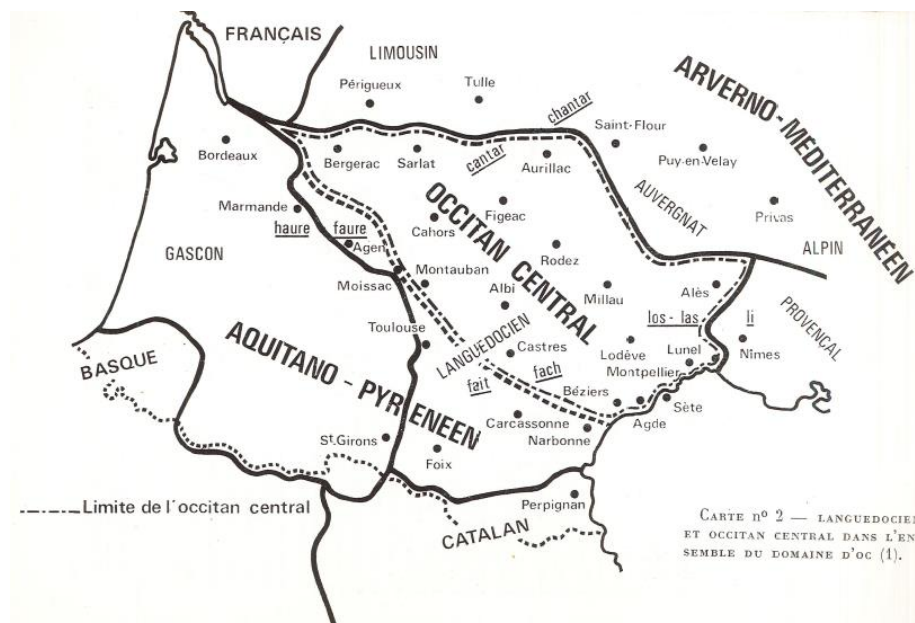 FRANÇAIS
LIMOUSIN
ARVERNO-MÉDITERRANÉEN
Périgueux
Tulle
chantar
Saint-Flour
Bordeaux
Bergerac
Sarlat
cantar
Aurillac
Puy-en-Velay
OCCITAN CENTRAL
AUVERGNAT
Marmande
haure
faure
Figeac
Cahors
Privas
Agen
GASCON
Rodez
ALPIN
Moissac
Montauban
Albi
Millau
Alès
PROVENÇAL
Toulouse
los - las
li
AQUITANO - PYRÉNÉEN
LANGUEDOCIEN
Castres
Lodève
Lunel
Nîmes
BASQUE
fait
fach
Montpellier
Béziers
Sète
Agde
Carcassonne
Narbonne
St. Girons
Foix
Limite de l'occitan central
Perpignan
CATALAN
CARTE nº 2 — LANGUEDOCIEN
ET OCCITAN CENTRAL DANS L'EN
SEMBLE DU DOMAINE D'OC (1).